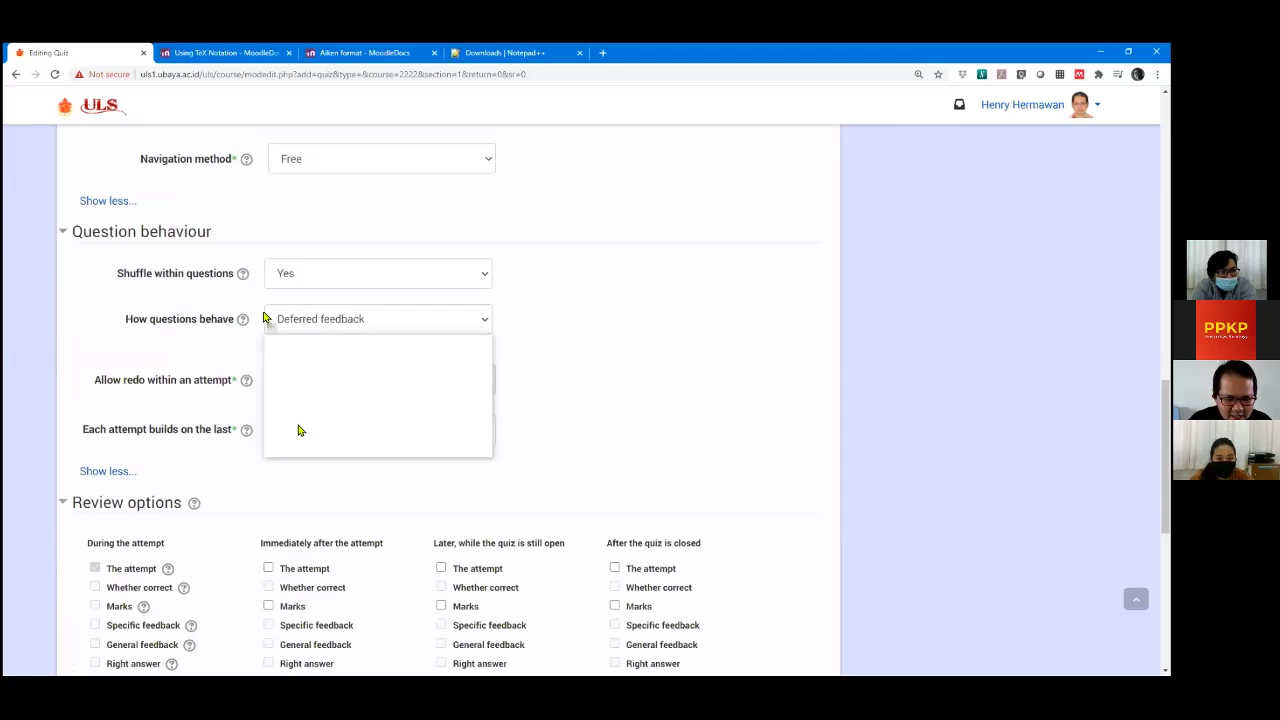 Editing Quiz
Using TeX Notation - MoodleDo
Aiken format - MoodleDocs
Downloads | Notepad++
Not secure
uls1.ubaya.ac.id/uls/course/modedit.php?add=quiz&type=&course=2222&section=1&return=0&sr=0
ULS
Henry Hermawan
Navigation method*
Free
Show less...
Question behaviour
Shuffle within questions
Yes
How questions behave
Deferred feedback
Allow redo within an attempt*
Each attempt builds on the last*
Show less...
Review options
During the attempt
Immediately after the attempt
Later, while the quiz is still open
After the quiz is closed
The attempt
The attempt
The attempt
The attempt
Whether correct
Whether correct
Whether correct
Whether correct
Marks
Marks
Marks
Marks
Specific feedback
Specific feedback
Specific feedback
Specific feedback
General feedback
General feedback
General feedback
General feedback
Right answer
Right answer
Right answer
Right answer
PPKP